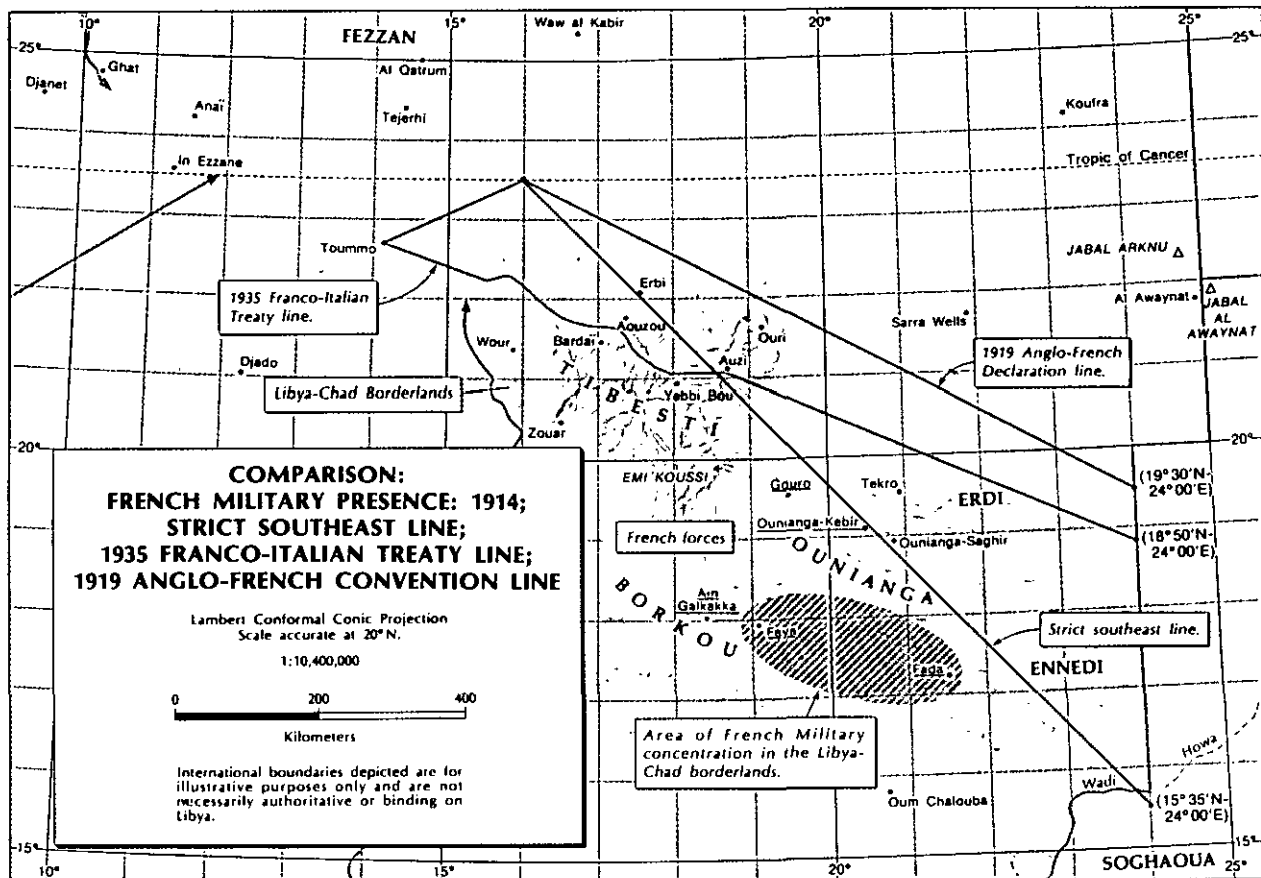 10°
15°
20°
25°
25°
25°
FEZZAN
Waw al Kabir
Ghat
Djanet
Al Qatrum
Anaï
Tejerhi
Koufra
In Ezzane
Tropic of Cancer
Toummo
JABAL ARKNU
1935 Franco-Italian
Treaty line.
Erbi
Al Awaynat
JABAL
AL
AWAYNAT
Aouzou
Sarra Wells
Wour
Bardai
Ouri
Auzi
1919 Anglo-French
Declaration line.
Djado
Libya-Chad Borderlands
TIBESTI
Yebbi Bou
Zouar
20°
20°
COMPARISON:
FRENCH MILITARY PRESENCE: 1914;
STRICT SOUTHEAST LINE;
1935 FRANCO-ITALIAN TREATY LINE;
1919 ANGLO-FRENCH CONVENTION LINE
Lambert Conformal Conic Projection
Scale accurate at 20° N.
1:10,400,000
0 200 400
Kilometers
International boundaries depicted are for
illustrative purposes only and are not
necessarily authoritative or binding on
Libya.
EMI KOUSSI
Gouro
Tekro
ERDI
(19°30'N-
24°00'E)
Ounianga-Kebir
French forces
Ounianga-Saghir
(18°50'N-
24°00'E)
OUNIANGA
BORKOU
Ain
Galkakka
Faya
Strict southeast line.
Fada
ENNEDI
Area of French Military
concentration in the Libya-
Chad borderlands.
Howa
Wadi
Oum Chalouba
(15°35'N-
24°00'E)
15°
15°
SOGHAOUA
10°
15°
20°
25°